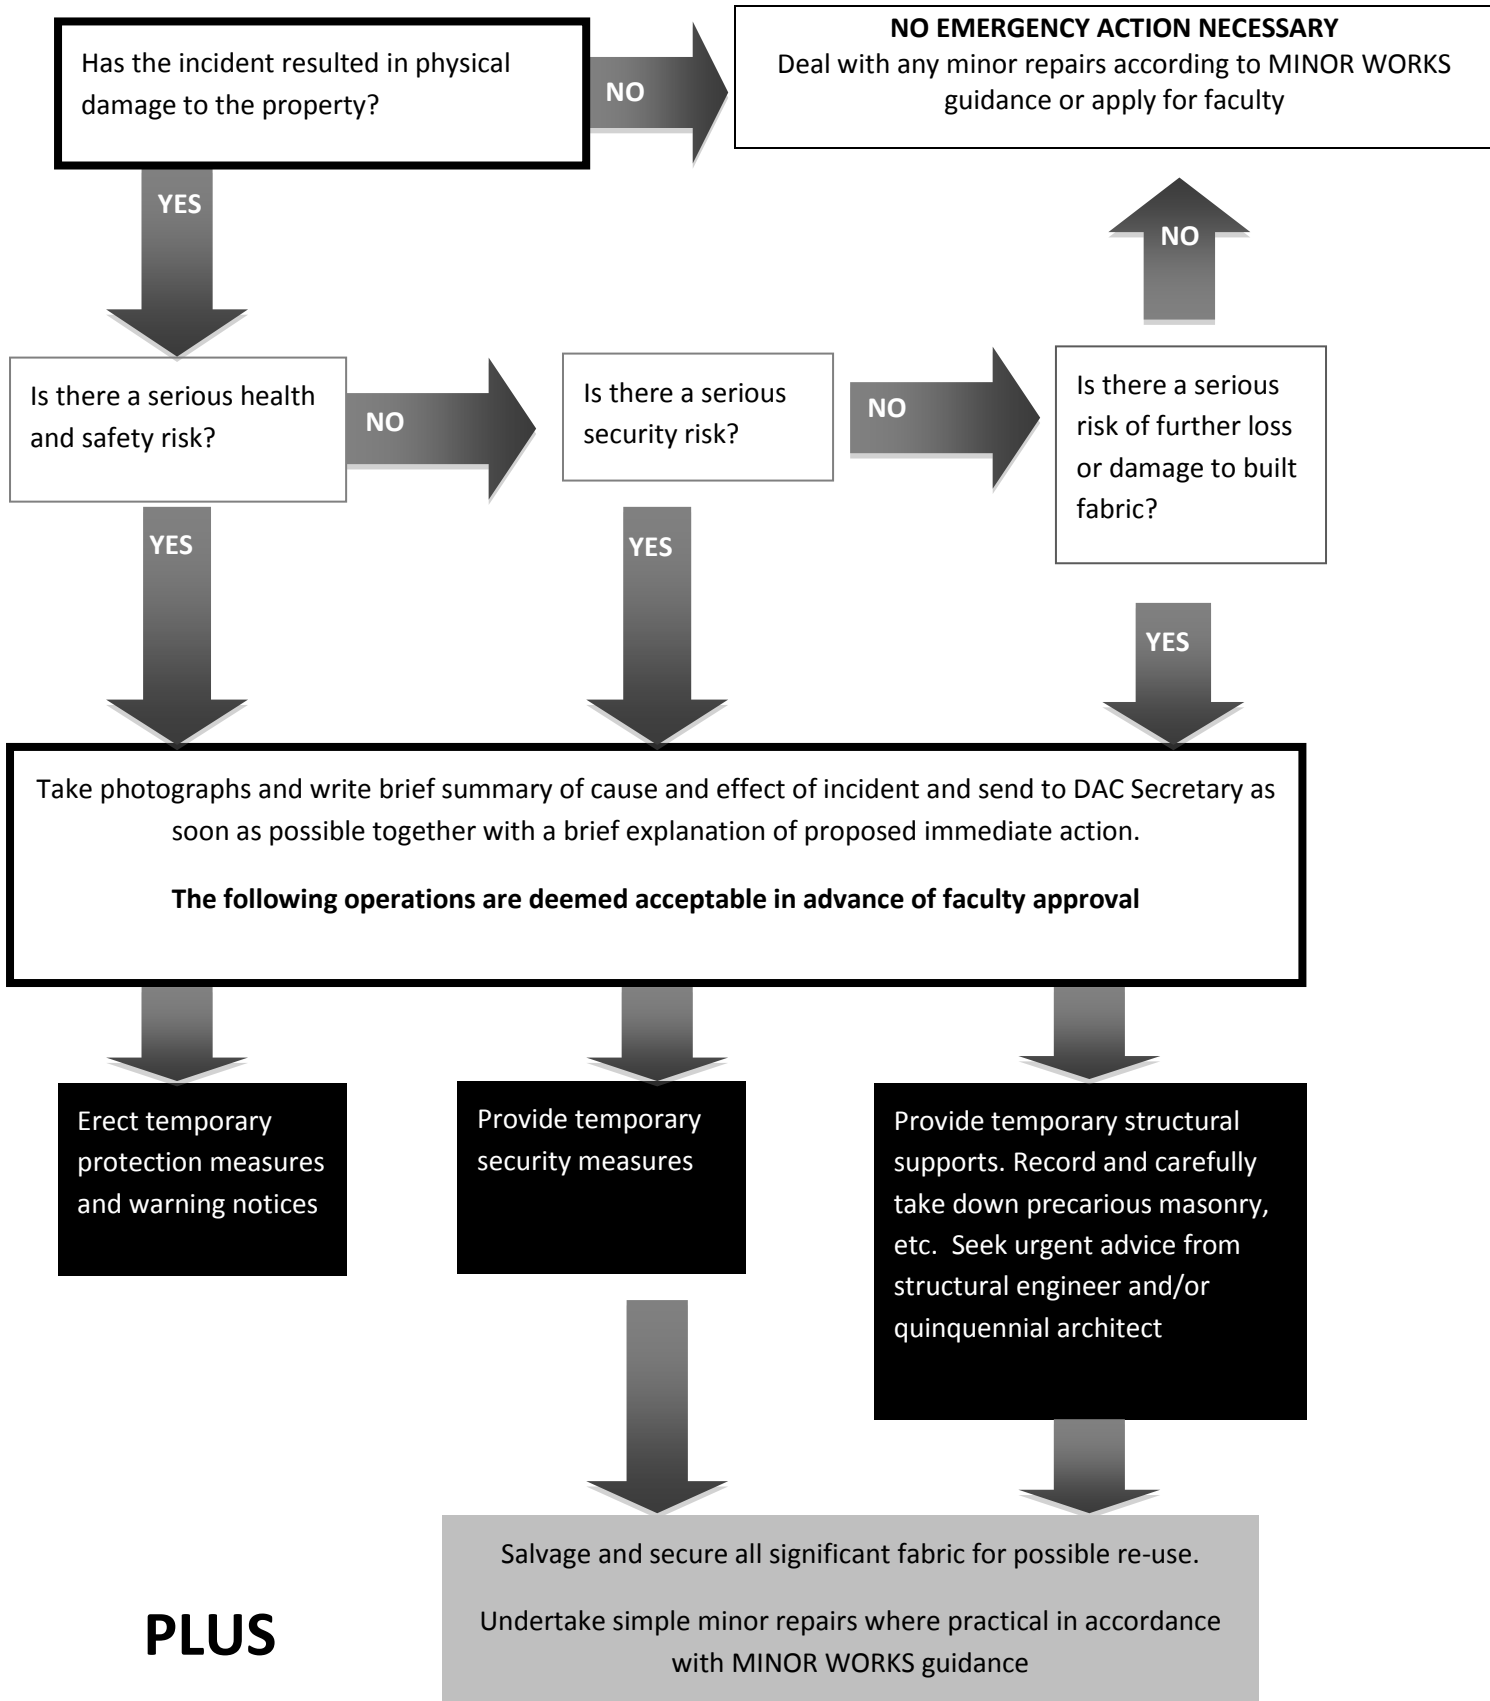 Has the incident resulted in physical
damage to the property?
NO
NO EMERGENCY ACTION NECESSARY
Deal with any minor repairs according to MINOR WORKS
guidance or apply for faculty
YES
NO
Is there a serious health
and safety risk?
NO
Is there a serious
security risk?
NO
Is there a serious
risk of further loss
or damage to built
fabric?
YES
YES
YES
Take photographs and write brief summary of cause and effect of incident and send to DAC Secretary as
soon as possible together with a brief explanation of proposed immediate action.
The following operations are deemed acceptable in advance of faculty approval
Erect temporary
protection measures
and warning notices
Provide temporary
security measures
Provide temporary structural
supports. Record and carefully
take down precarious masonry,
etc.  Seek urgent advice from
structural engineer and/or
quinquennial architect
PLUS
Salvage and secure all significant fabric for possible re-use.
Undertake simple minor repairs where practical in accordance
with MINOR WORKS guidance